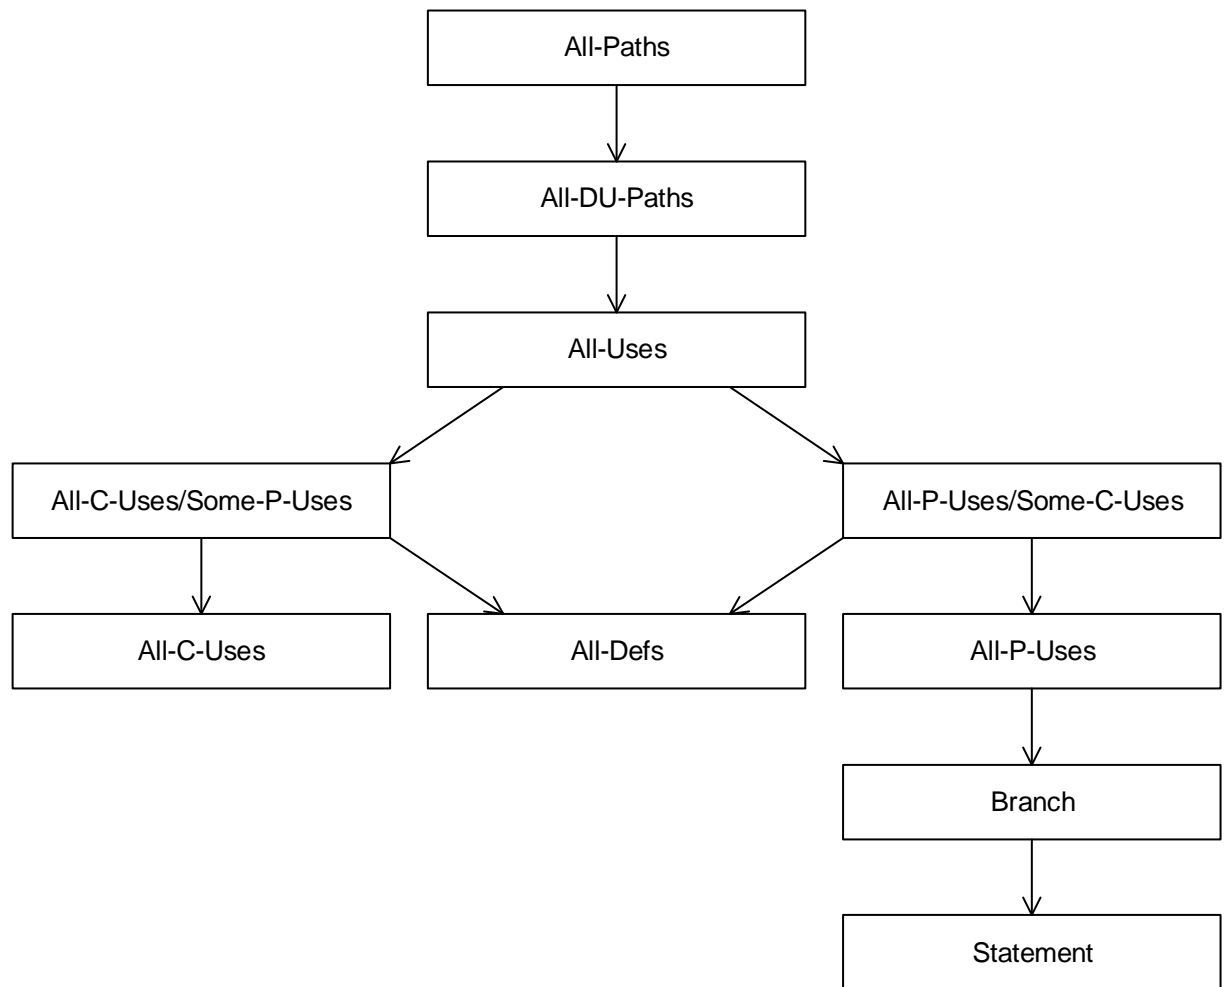 All-Paths
All-DU-Paths
All-Uses
All-C-Uses/Some-P-Uses
All-P-Uses/Some-C-Uses
All-C-Uses
All-Defs
All-P-Uses
Branch
Statement